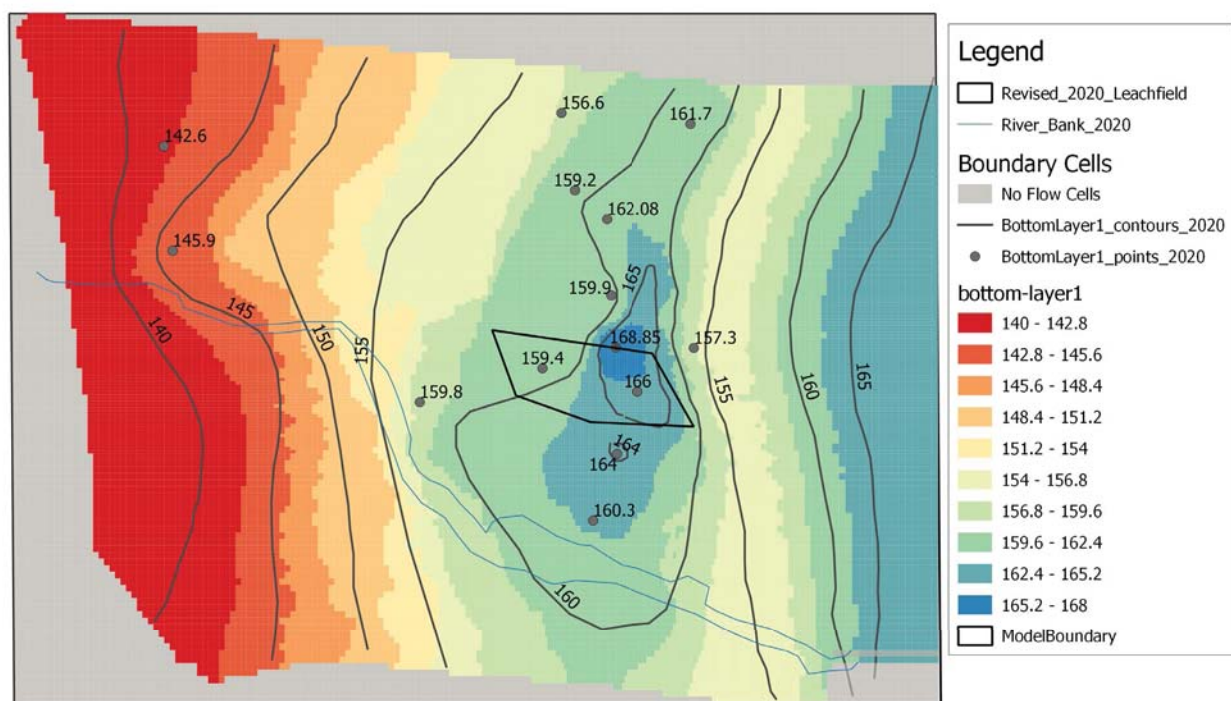 156.6
161.7
142.6
159.2
162.08
145.9
165
159.9
145
140
150
155
168.85
157.3
159.4
166
159.8
155
160
165
164
164
160.3
160
Legend
Revised_2020_Leachfield
River_Bank_2020
Boundary Cells
No Flow Cells
BottomLayer1_contours_2020
BottomLayer1_points_2020
bottom-layer1
140 - 142.8
142.8 - 145.6
145.6 - 148.4
148.4 - 151.2
151.2 - 154
154 - 156.8
156.8 - 159.6
159.6 - 162.4
162.4 - 165.2
165.2 - 168
ModelBoundary